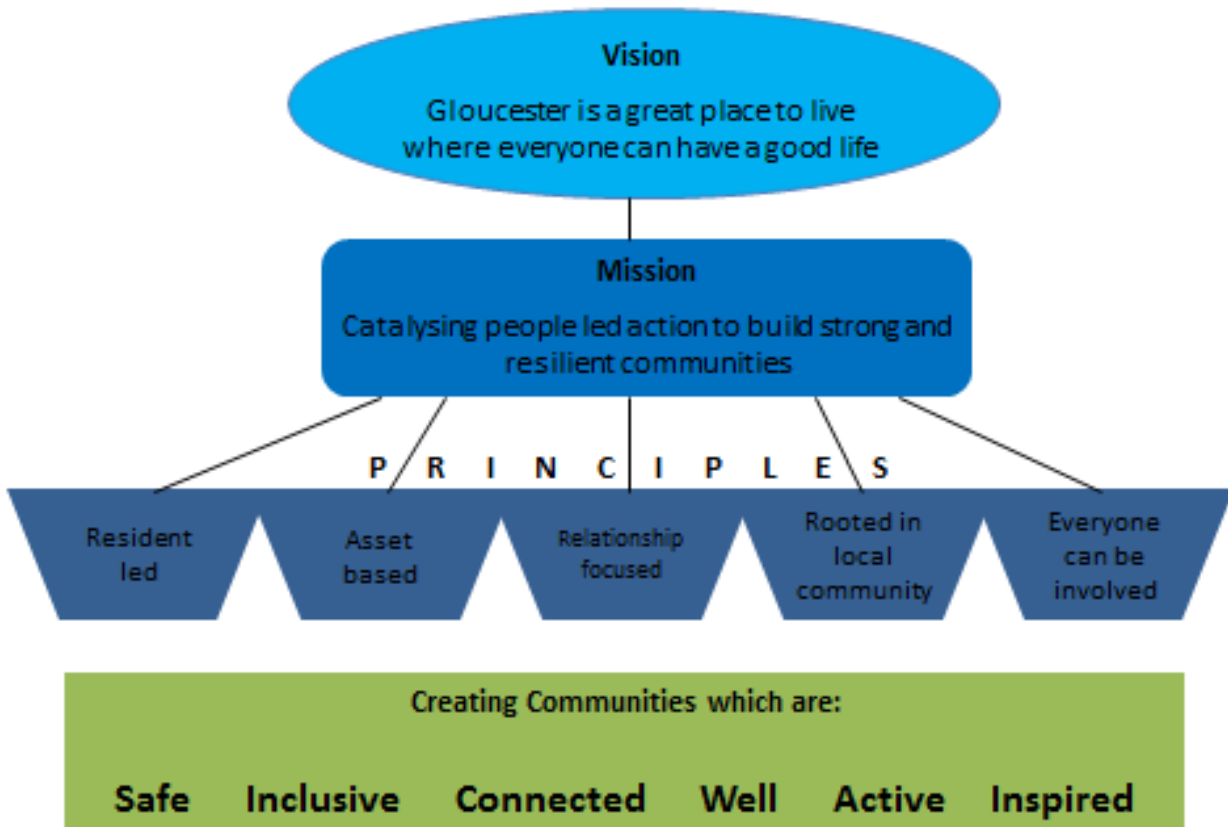 Vision
Gloucester is a great place to live
where everyone can have a good life
Mission
Catalysing people led action to build strong and
resilient communities
P R I N C I P L E S
Resident
led
Asset
based
Relationship
focused
Rooted in
local
community
Everyone
can be
involved
Creating Communities which are:
Safe Inclusive Connected Well Active Inspired